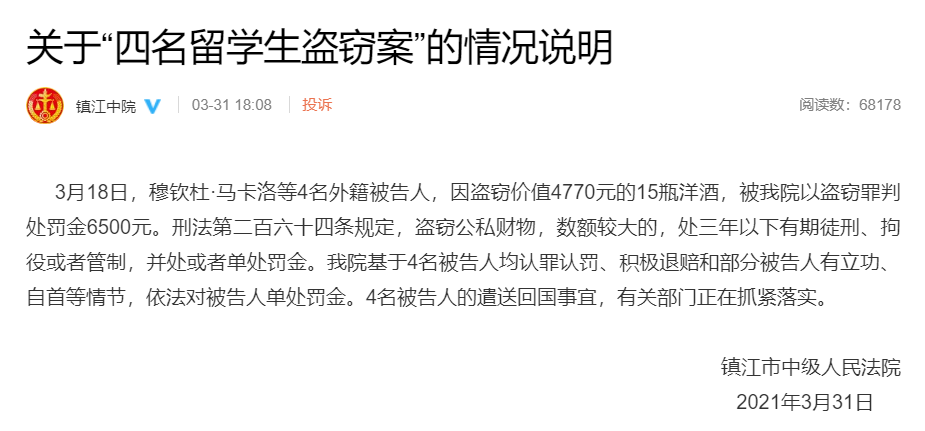 关于“四名留学生盗窃案”的情况说明
镇江中院 03-31 18:08 投诉 阅读数：68178
3月18日，穆钦杜·马卡洛等4名外籍被告人，因盗窃价值4770元的15瓶洋酒，被我院以盗窃罪判
处罚金6500元。刑法第二百六十四条规定，盗窃公私财物，数额较大的，处三年以下有期徒刑、拘
役或者管制，并处或者单处罚金。我院基于4名被告人均认罪认罚、积极退赔和部分被告人有立功、
自首等情节，依法对被告人单处罚金。4名被告人的遣送回国事宜，有关部门正在抓紧落实。
镇江市中级人民法院
2021年3月31日